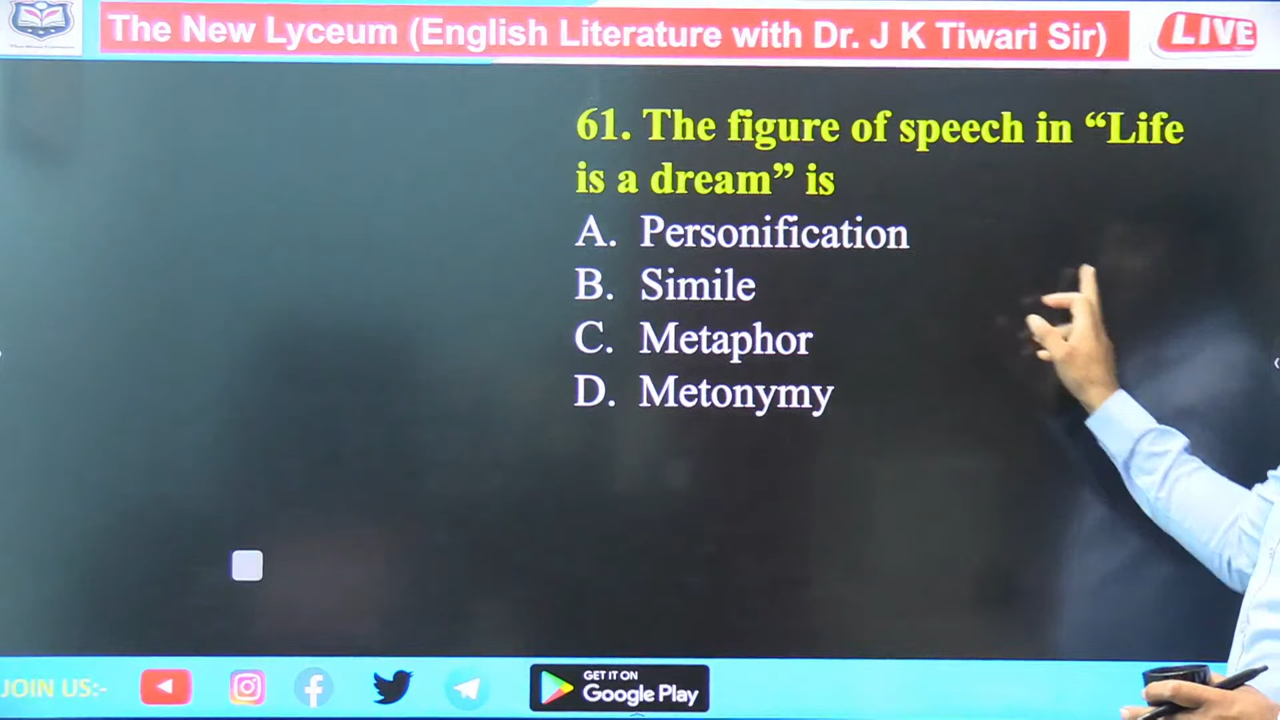 The New Lyceum (English Literature with Dr. J K Tiwari Sir)
LIVE
61. The figure of speech in “Life
is a dream” is
A. Personification
B. Simile
C. Metaphor
D. Metonymy
JOIN US:-
GET IT ON
Google Play